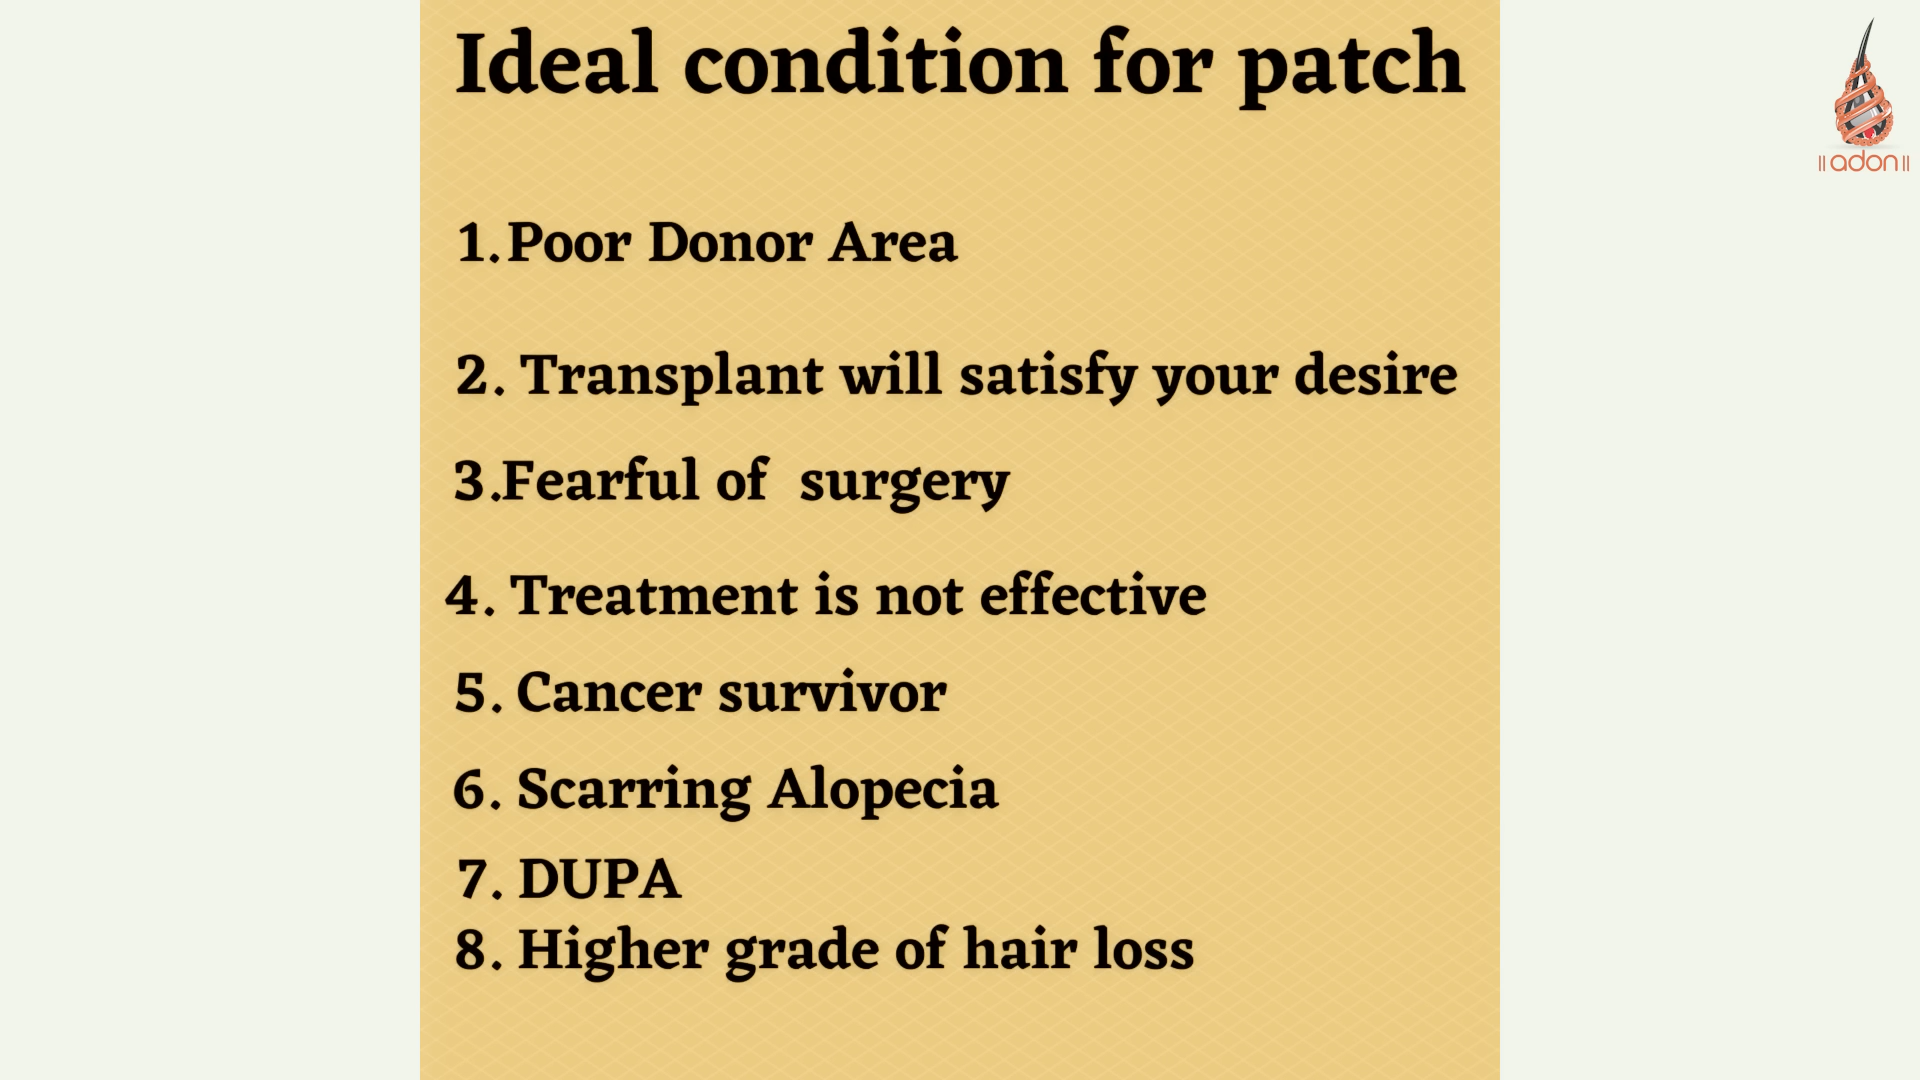 Ideal condition for patch
1. Poor Donor Area
2. Transplant will satisfy your desire
3.Fearful of surgery
4. Treatment is not effective
5. Cancer survivor
6. Scarring Alopecia
7. DUPA
8. Higher grade of hair loss
|| adon ||